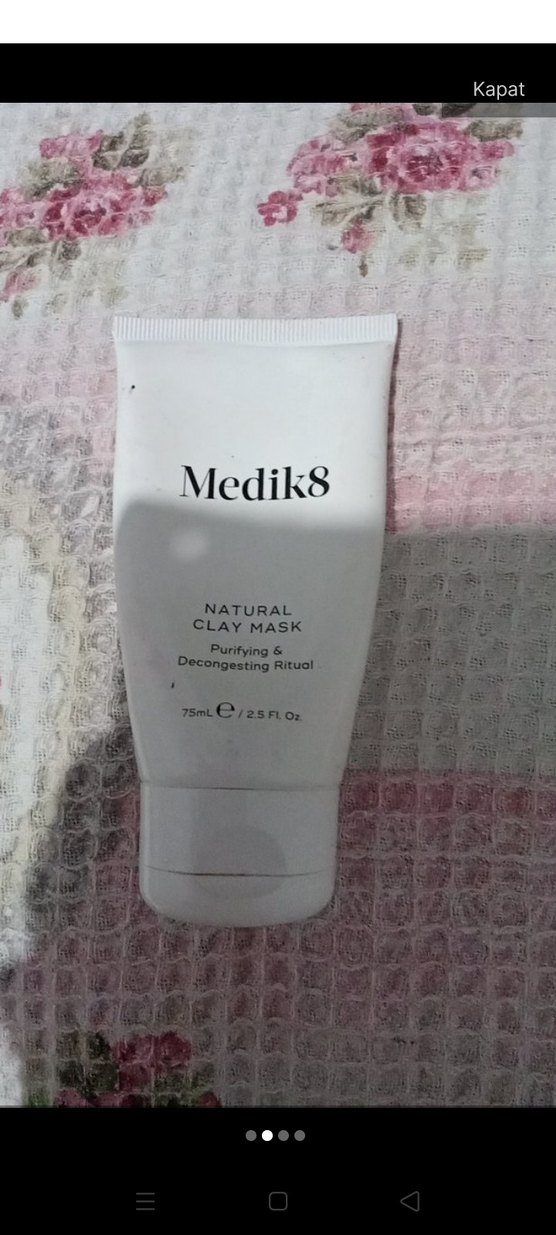 Kapat
Medik8
NATURAL
CLAY MASK
Purifying &
Decongesting Ritual
75mL ℮ / 2.5 Fl. Oz.